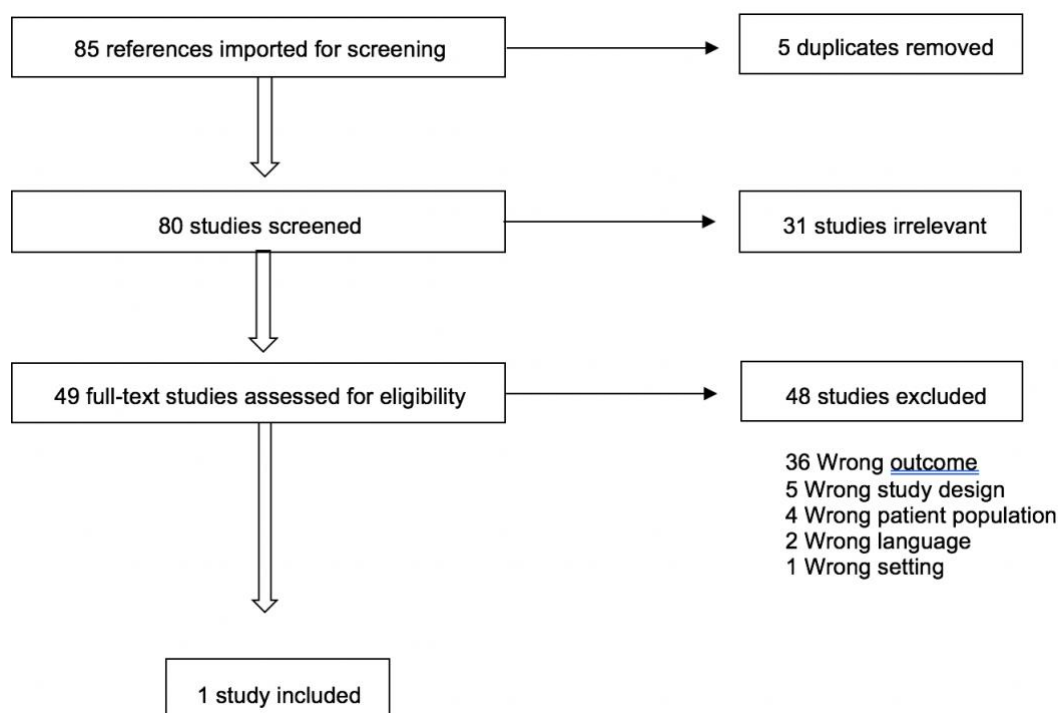 85 references imported for screening
5 duplicates removed
80 studies screened
31 studies irrelevant
49 full-text studies assessed for eligibility
48 studies excluded
36 Wrong outcome
5 Wrong study design
4 Wrong patient population
2 Wrong language
1 Wrong setting
1 study included